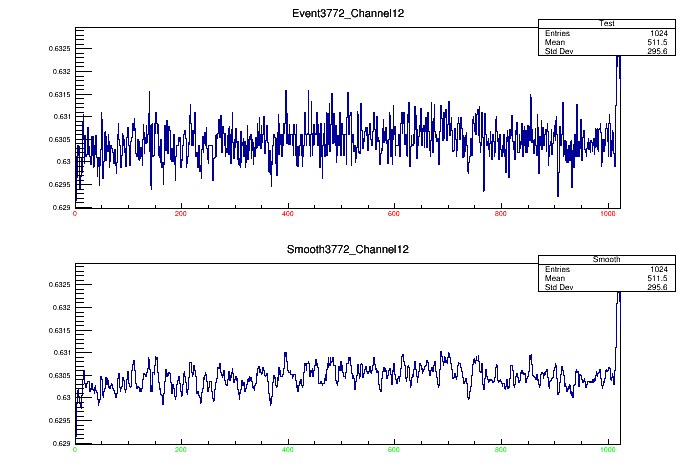 Event3772_Channel12
Test
Entries 1024
Mean 511.5
Std Dev 295.6
0.6325
0.632
0.6315
0.631
0.6305
0.63
0.6295
0.629
0 200 400 600 800 1000
Smooth3772_Channel12
Smooth
Entries 1024
Mean 511.5
Std Dev 295.6
0.6325
0.632
0.6315
0.631
0.6305
0.63
0.6295
0.629
0 200 400 600 800 1000